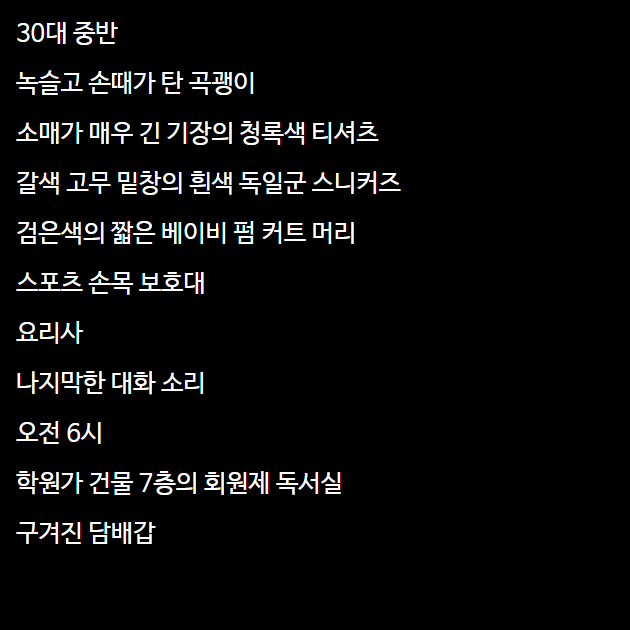 30대 중반
녹슬고 손때가 탄 곡괭이
소매가 매우 긴 기장의 청록색 티셔츠
갈색 고무 밑창의 흰색 독일군 스니커즈
검은색의 짧은 베이비 펌 커트 머리
스포츠 손목 보호대
요리사
나지막한 대화 소리
오전 6시
학원가 건물 7층의 회원제 독서실
구겨진 담배갑